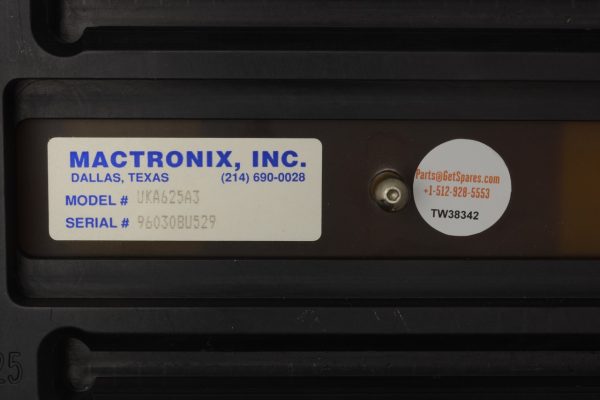 MACTRONIX, INC.
DALLAS, TEXAS (214) 690-0028
MODEL # UKA625A3
SERIAL # 96030BU529
Parts@GetSpares.com
+1-512-928-5553
TW38342
25